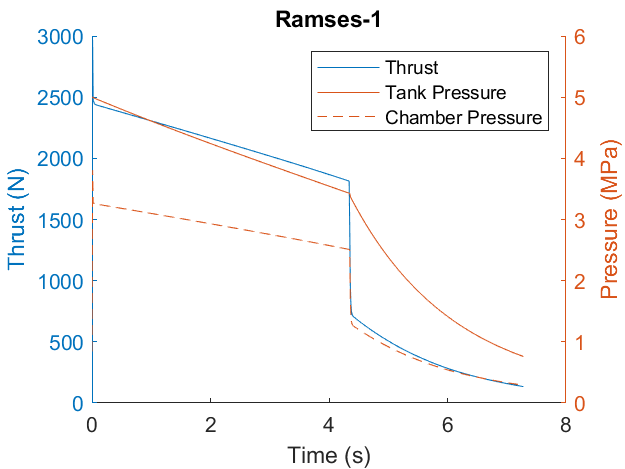 Ramses-1
Thrust
Tank Pressure
Chamber Pressure
Thrust (N)
3000
2500
2000
1500
1000
500
0
Pressure (MPa)
6
5
4
3
2
1
0
0 2 4 6 8
Time (s)